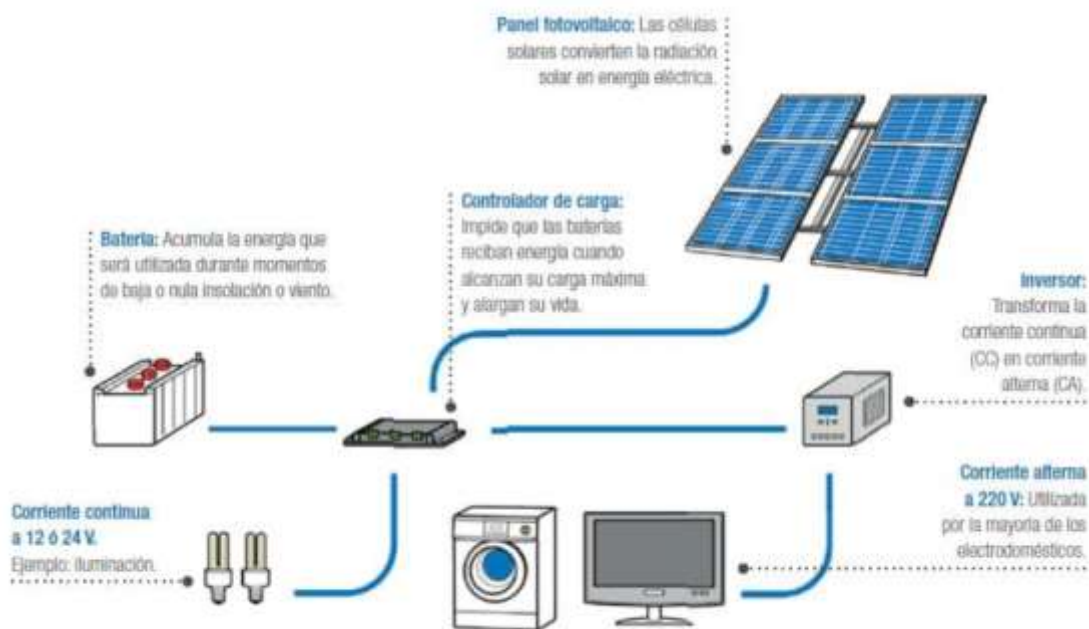 Panel fotovoltaico: Las células
solares convierten la radiación
solar en energía eléctrica.
Controlador de carga:
Impide que las baterías
reciban energía cuando
alcanzan su carga máxima
y alargan su vida.
Batería: Acumula la energía que
será utilizada durante momentos
de baja o nula insolación o viento.
Inversor:
Transforma la
corriente continua
(CC) en corriente
alterna (CA).
Corriente continua
a 12 ó 24 V.
Ejemplo: iluminación.
Corriente alterna
a 220 V: Utilizada
por la mayoría de los
electrodomésticos.